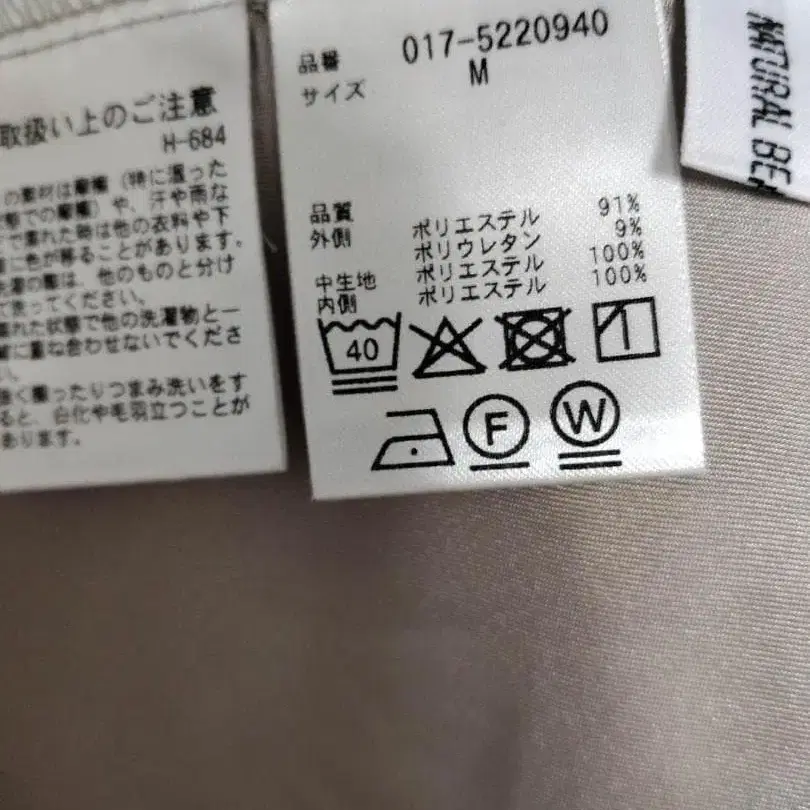 取扱い上のご注意
H-684
の素材は摩擦（特に湿った
態での摩擦）や、汗や雨な
で濡れた時は他の衣料や下
に色が移ることがあります。
の際は、他のものと分け
洗ってください。
濡れた状態で他の洗濯物と一
に重ね合わせないでくださ
い。
強く擦ったりつまみ洗いをす
ると、白化や毛羽立つことが
あります。
品番 017-5220940
サイズ M
品質
外側 ポリエステル 91%
ポリウレタン 9%
中生地 ポリエステル 100%
内側 ポリエステル 100%
40
F W
NATURAL BE